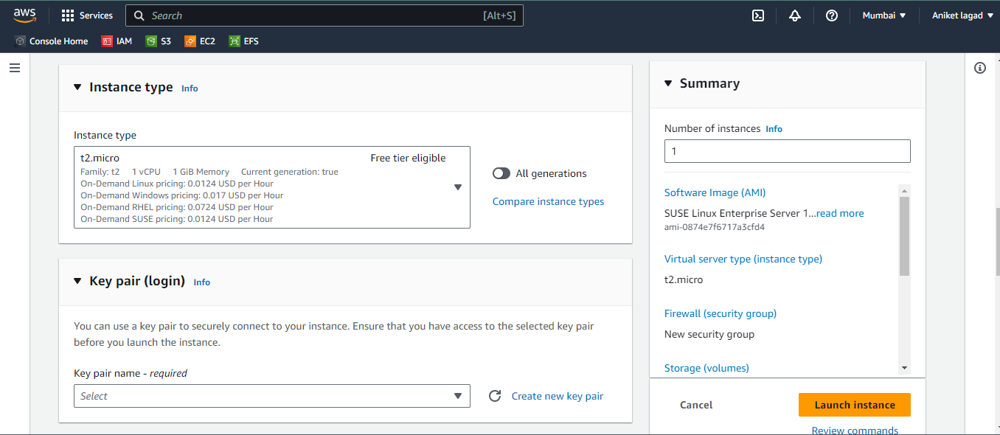 aws
Services
Search [Alt+S]
Mumbai ▼
Aniket lagad ▼
Console Home
IAM
S3
EC2
EFS
Instance type Info
Instance type
t2.micro Free tier eligible
Family: t2 1 vCPU 1 GiB Memory Current generation: true
On-Demand Linux pricing: 0.0124 USD per Hour
On-Demand Windows pricing: 0.017 USD per Hour
On-Demand RHEL pricing: 0.0724 USD per Hour
On-Demand SUSE pricing: 0.0124 USD per Hour
All generations
Compare instance types
Key pair (login) Info
You can use a key pair to securely connect to your instance. Ensure that you have access to the selected key pair
before you launch the instance.
Key pair name - required
Select
Create new key pair
Summary
Number of instances Info
1
Software Image (AMI)
SUSE Linux Enterprise Server 1...read more
ami-0874e7f6717a3cfd4
Virtual server type (instance type)
t2.micro
Firewall (security group)
New security group
Storage (volumes)
Cancel
Launch instance
Review commands